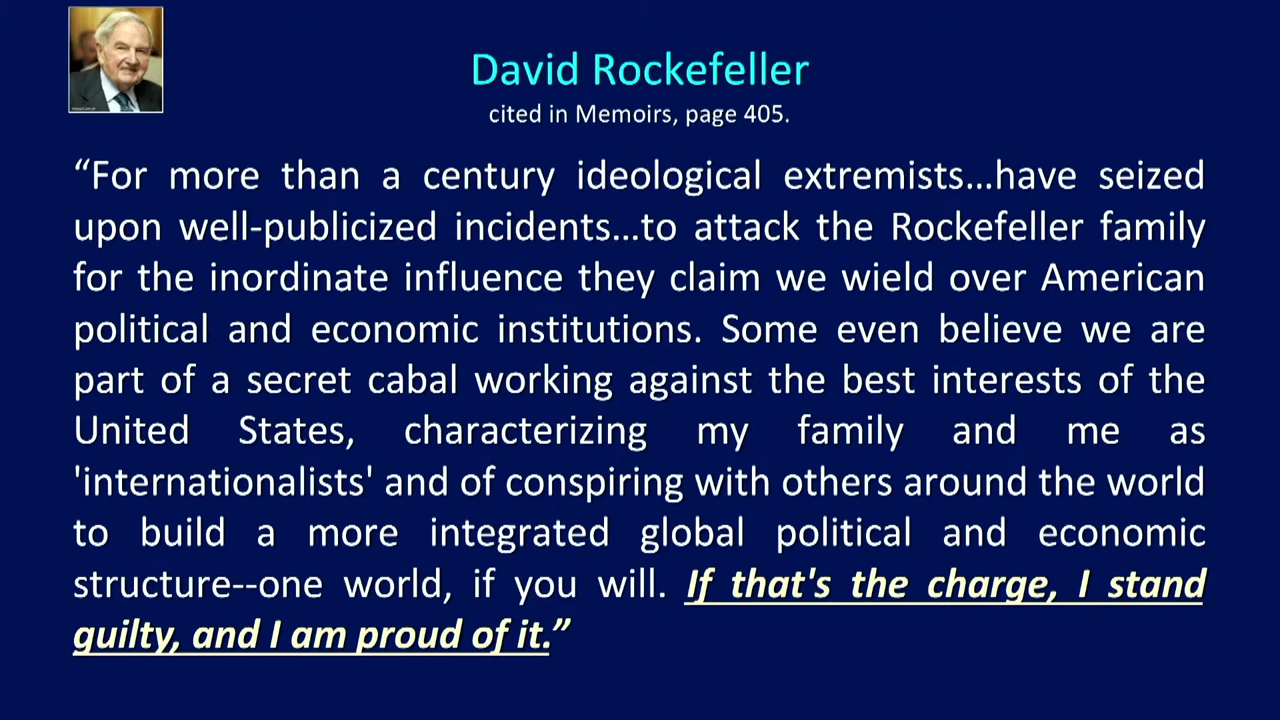 David Rockefeller
cited in Memoirs, page 405.
“For more than a century ideological extremists...have seized
upon well-publicized incidents...to attack the Rockefeller family
for the inordinate influence they claim we wield over American
political and economic institutions. Some even believe we are
part of a secret cabal working against the best interests of the
United States, characterizing my family and me as
'internationalists' and of conspiring with others around the world
to build a more integrated global political and economic
structure--one world, if you will. If that's the charge, I stand
guilty, and I am proud of it.”